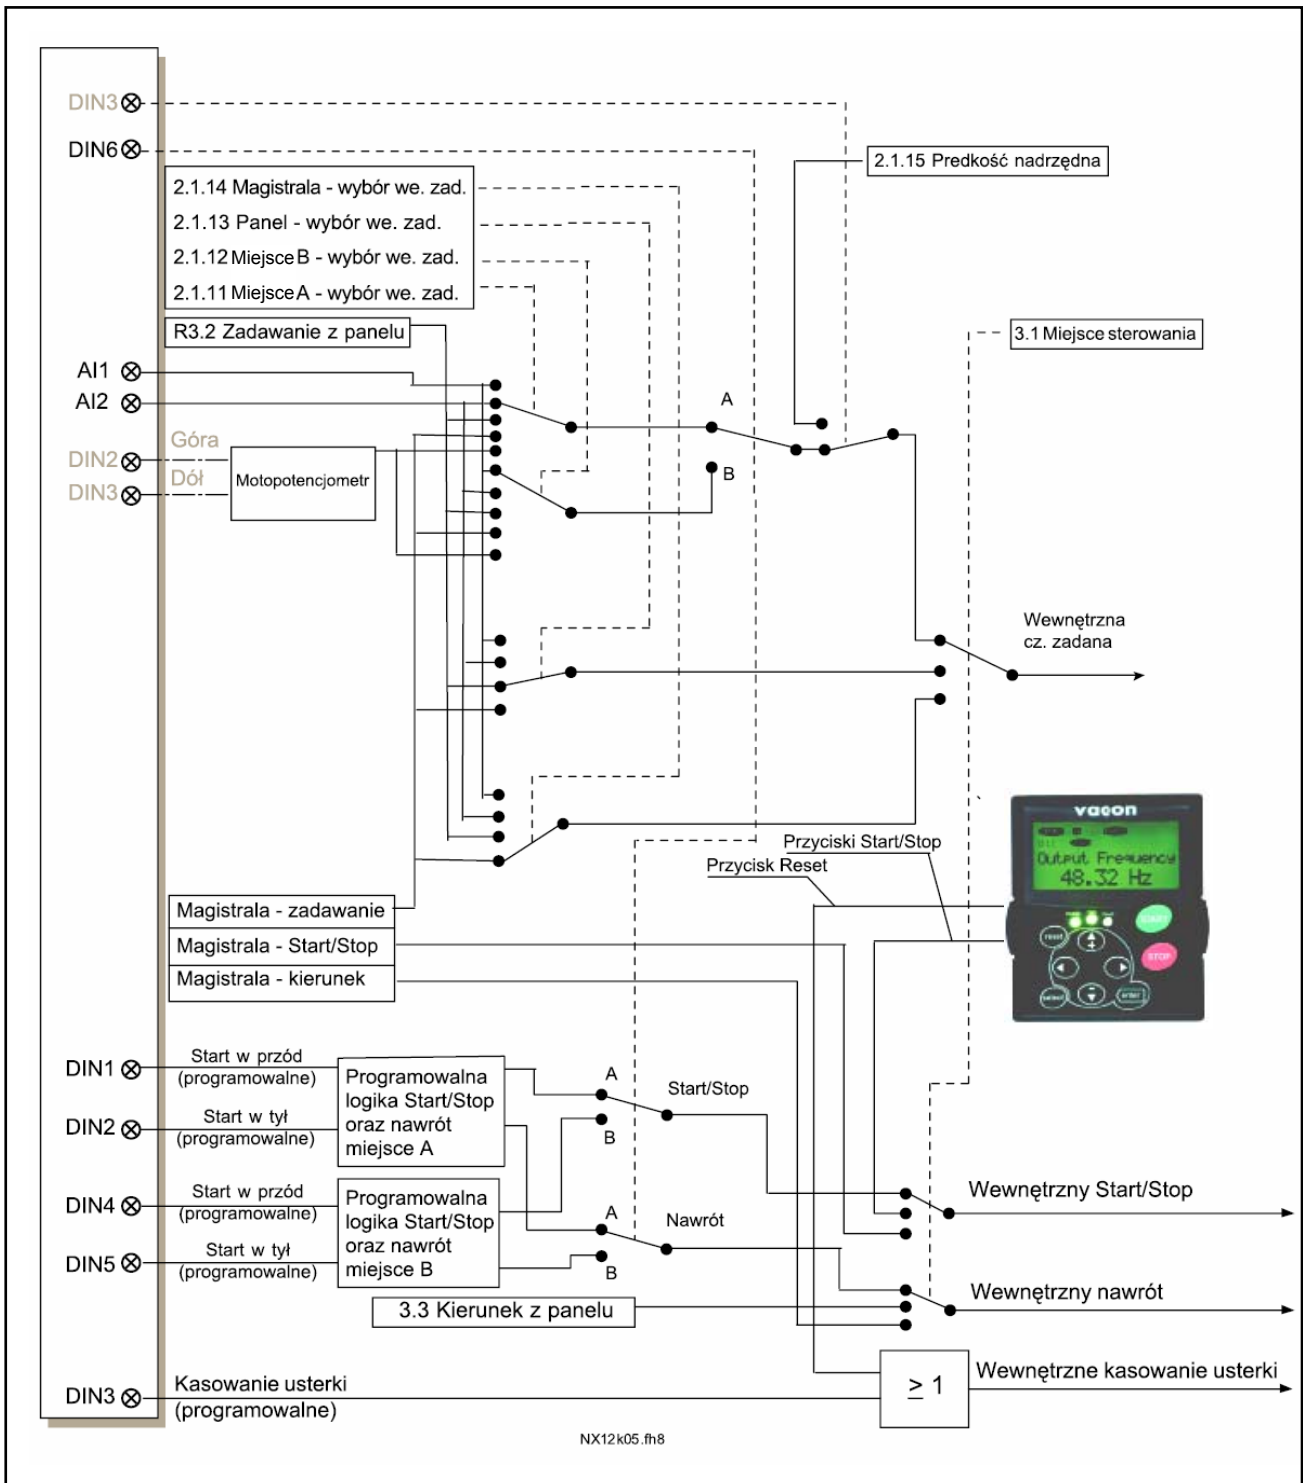 DIN3
DIN6
2.1.14 Magistrala - wybór we. zad.
2.1.13 Panel - wybór we. zad.
2.1.12 Miejsce B - wybór we. zad.
2.1.11 Miejsce A - wybór we. zad.
2.1.15 Predkość nadrzędna
R3.2 Zadawanie z panelu
3.1 Miejsce sterowania
AI1
AI2
A
B
Góra
DIN2
Dół
DIN3
Motopotencjometr
Wewnętrzna
cz. zadana
vacon
Output Frequency
48.32 Hz
START
STOP
reset
select
enter
Przyciski Start/Stop
Przycisk Reset
Magistrala - zadawanie
Magistrala - Start/Stop
Magistrala - kierunek
DIN1
Start w przód
(programowalne)
DIN2
Start w tył
(programowalne)
Programowalna
logika Start/Stop
oraz nawrót
miejsce A
A
B
Start/Stop
DIN4
Start w przód
(programowalne)
DIN5
Start w tył
(programowalne)
Programowalna
logika Start/Stop
oraz nawrót
miejsce B
A
B
Nawrót
Wewnętrzny Start/Stop
Wewnętrzny nawrót
3.3 Kierunek z panelu
DIN3
Kasowanie usterki
(programowalne)
≥ 1
Wewnętrzne kasowanie usterki
NX12k05.fh8